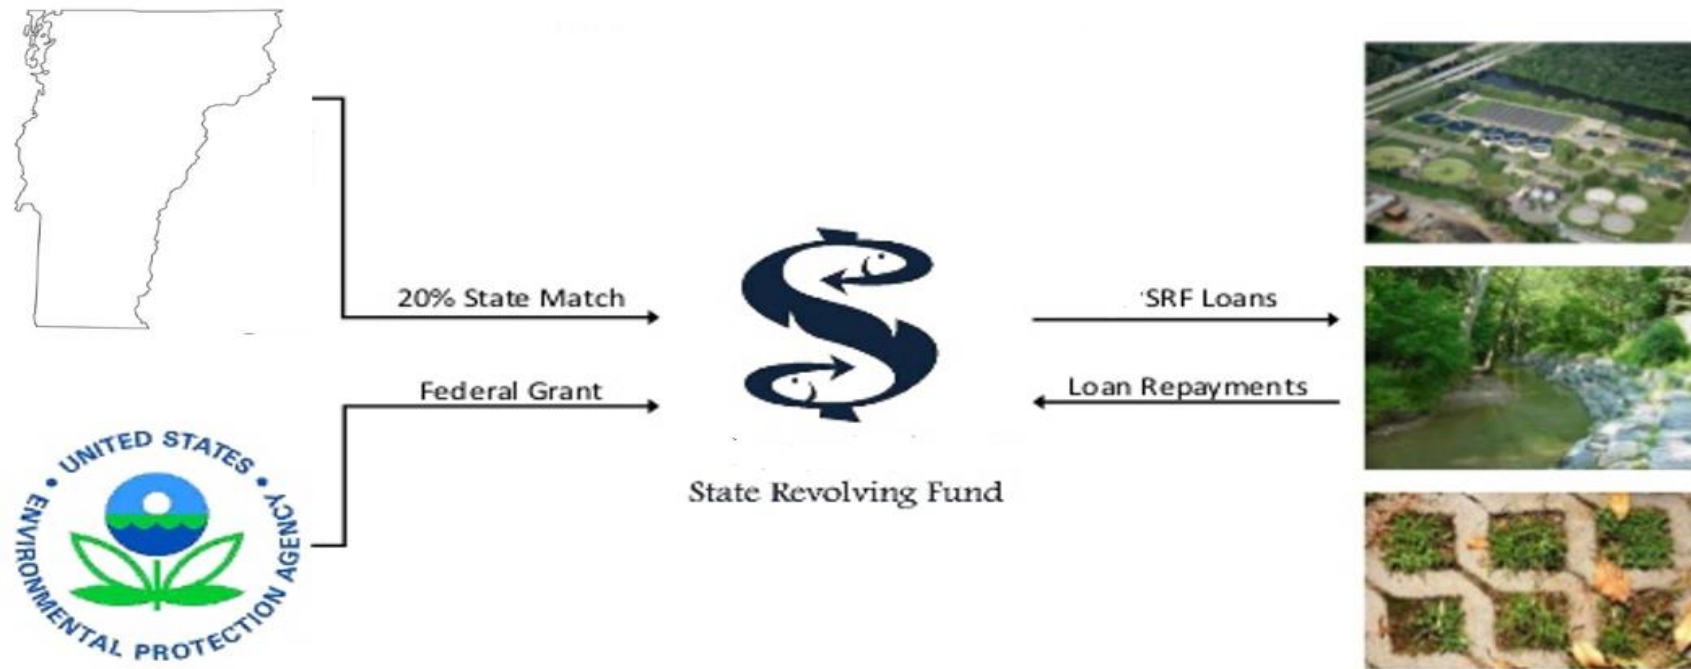 20% State Match
SRF Loans
Federal Grant
Loan Repayments
UNITED STATES
ENVIRONMENTAL PROTECTION AGENCY
State Revolving Fund